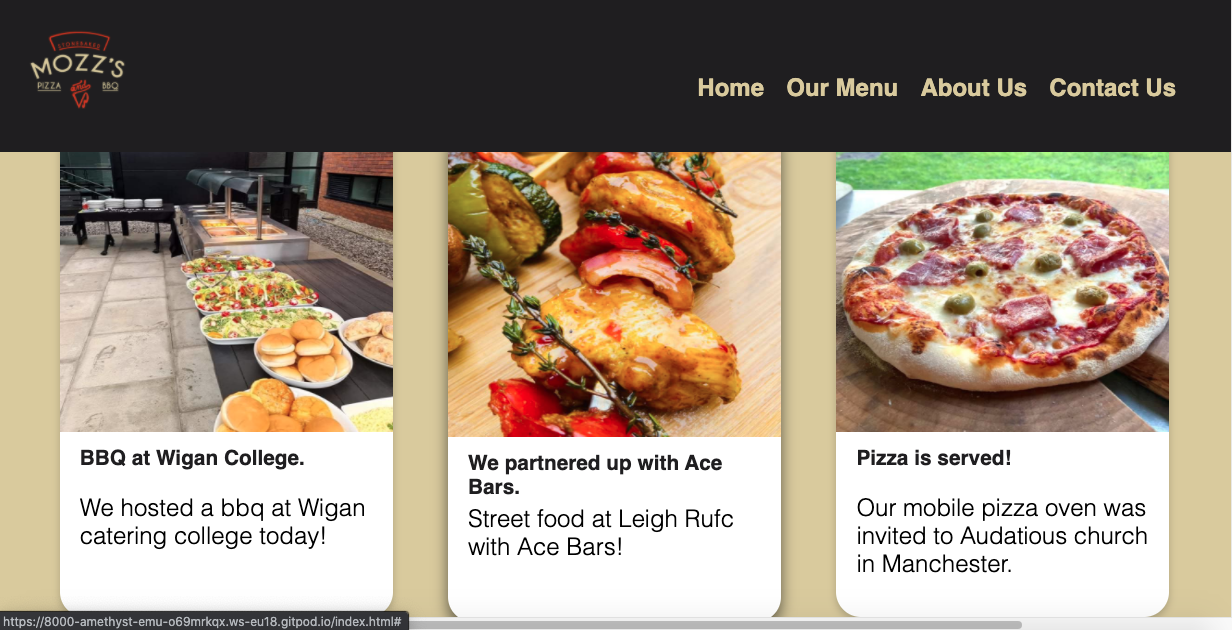 STONEBAKED
MOZZ'S
PIZZA and BBQ
Home Our Menu About Us Contact Us
BBQ at Wigan College.
We hosted a bbq at Wigan
catering college today!
We partnered up with Ace
Bars.
Street food at Leigh Rufc
with Ace Bars!
Pizza is served!
Our mobile pizza oven was
invited to Audatious church
in Manchester.
https://8000-amethyst-emu-o69mrkqx.ws-eu18.gitpod.io/index.html#